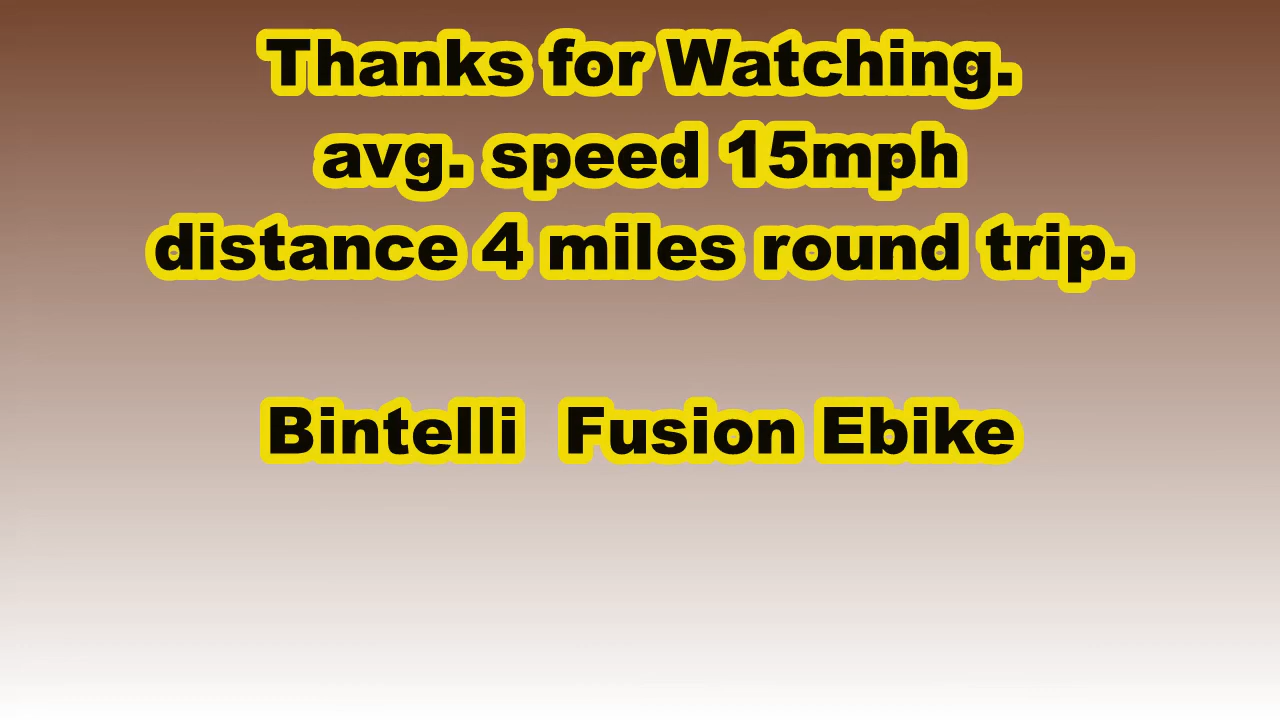 Thanks for Watching.
avg. speed 15mph
distance 4 miles round trip.
Bintelli  Fusion Ebike